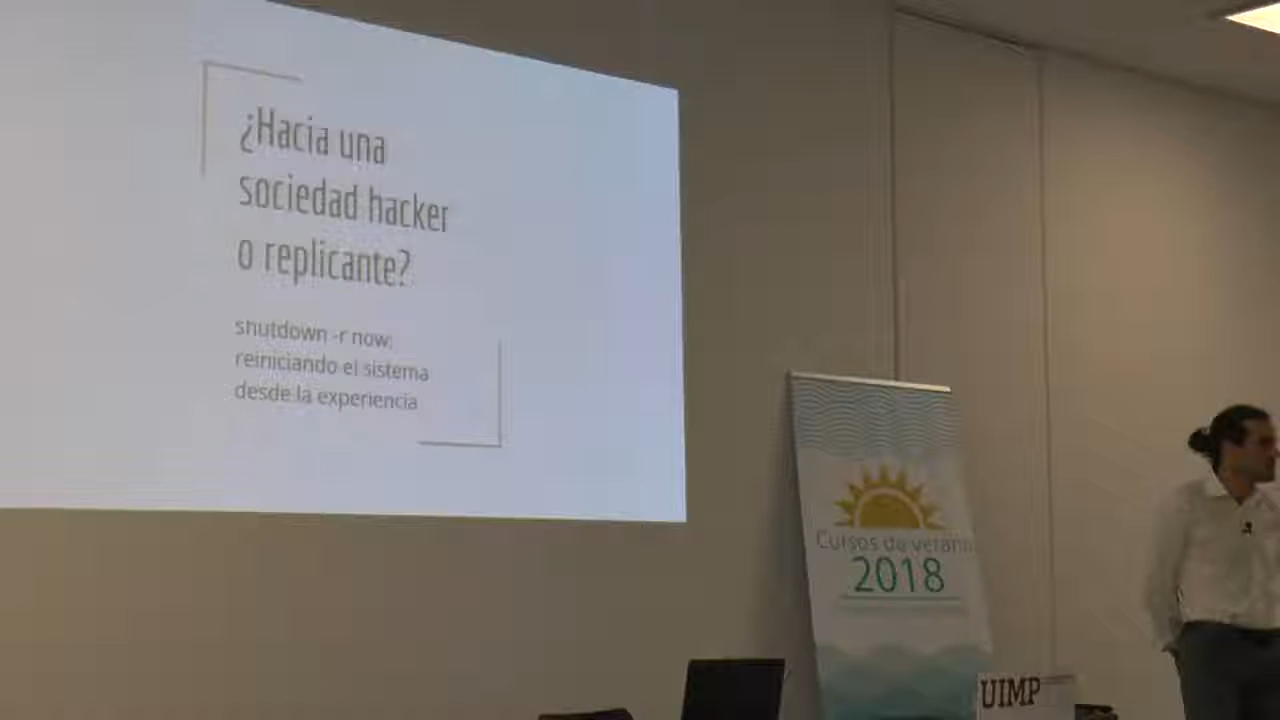 ¿Hacia una
sociedad hacker
o replicante?
shutdown -r now:
reiniciando el sistema
desde la experiencia
Cursos de verano
2018
UIMP